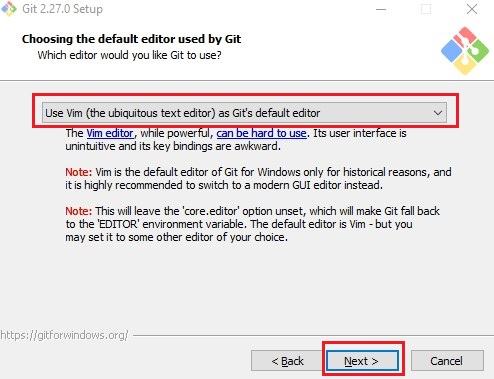 Git 2.27.0 Setup
Choosing the default editor used by Git
Which editor would you like Git to use?
Use Vim (the ubiquitous text editor) as Git's default editor
The Vim editor, while powerful, can be hard to use. Its user interface is
unintuitive and its key bindings are awkward.
Note: Vim is the default editor of Git for Windows only for historical reasons, and
it is highly recommended to switch to a modern GUI editor instead.
Note: This will leave the 'core.editor' option unset, which will make Git fall back
to the 'EDITOR' environment variable. The default editor is Vim - but you
may set it to some other editor of your choice.
https://gitforwindows.org/
< Back
Next >
Cancel